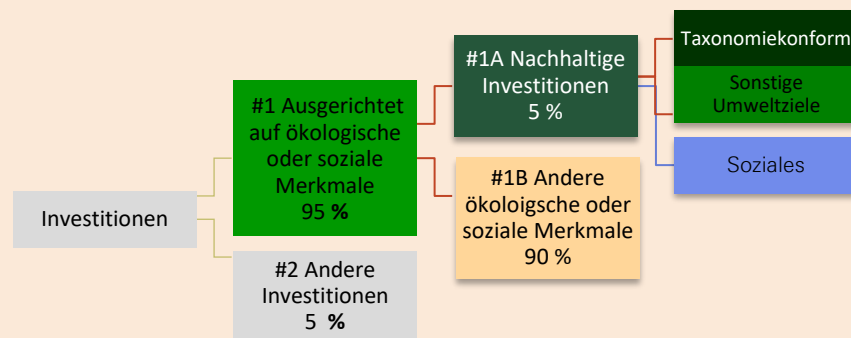 Investitionen
#1 Ausgerichtet
auf ökologische
oder soziale
Merkmale
95 %
#2 Andere
Investitionen
5 %
#1A Nachhaltige
Investitionen
5 %
#1B Andere
ökoloigsche oder
soziale Merkmale
90 %
Taxonomiekonform
Sonstige
Umweltziele
Soziales